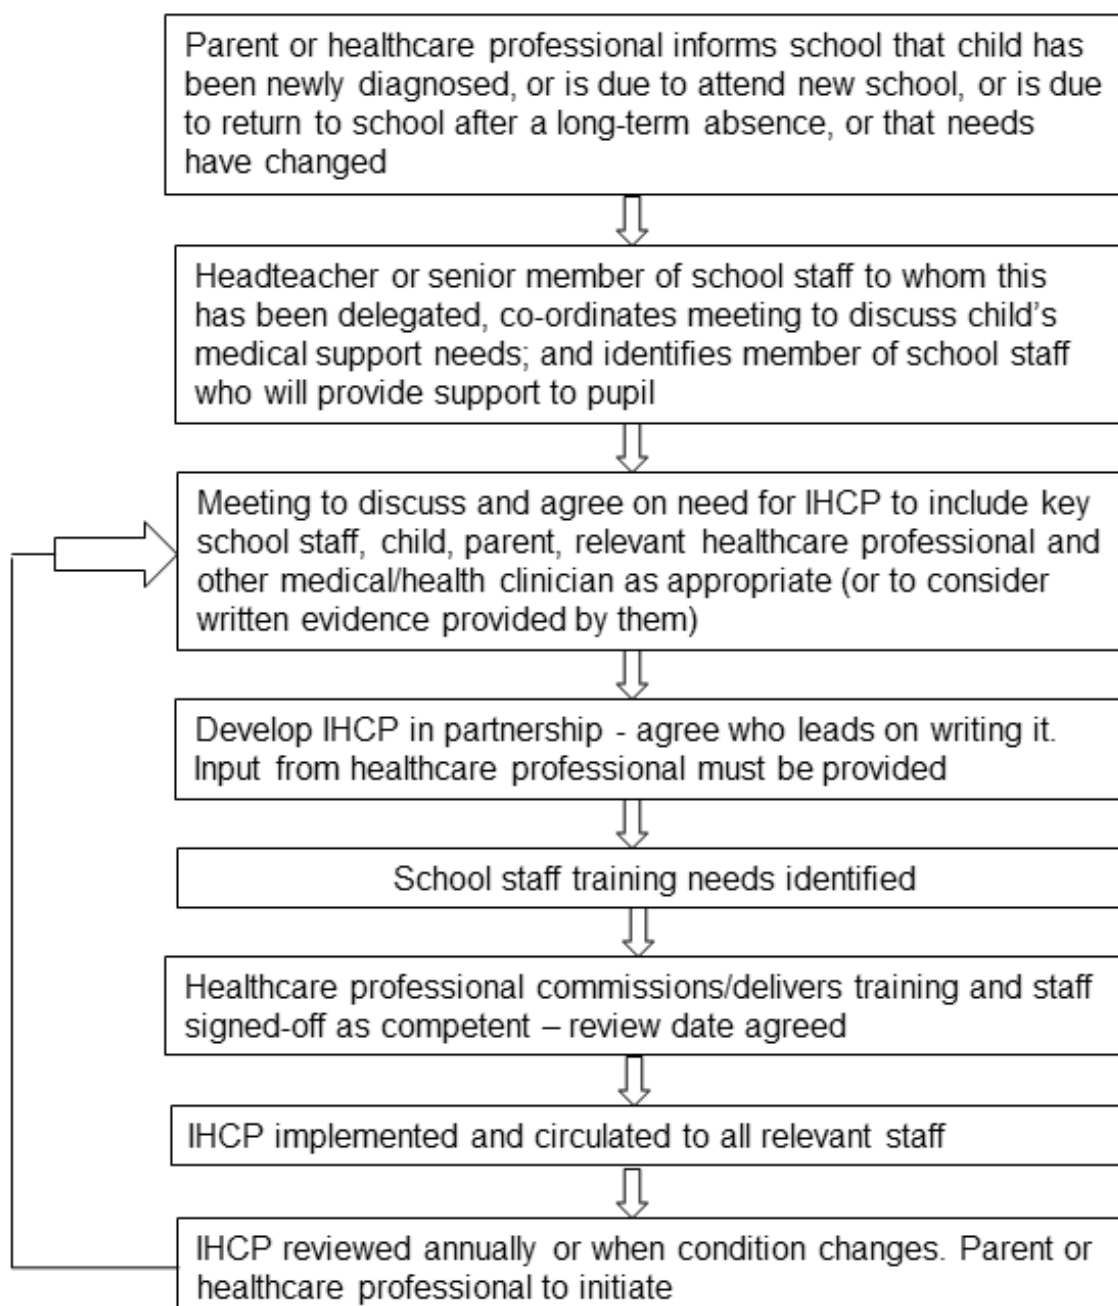 Parent or healthcare professional informs school that child has
been newly diagnosed, or is due to attend new school, or is due
to return to school after a long-term absence, or that needs
have changed
Headteacher or senior member of school staff to whom this
has been delegated, co-ordinates meeting to discuss child's
medical support needs; and identifies member of school staff
who will provide support to pupil
Meeting to discuss and agree on need for IHCP to include key
school staff, child, parent, relevant healthcare professional and
other medical/health clinician as appropriate (or to consider
written evidence provided by them)
Develop IHCP in partnership - agree who leads on writing it.
Input from healthcare professional must be provided
School staff training needs identified
Healthcare professional commissions/delivers training and staff
signed-off as competent – review date agreed
IHCP implemented and circulated to all relevant staff
IHCP reviewed annually or when condition changes. Parent or
healthcare professional to initiate